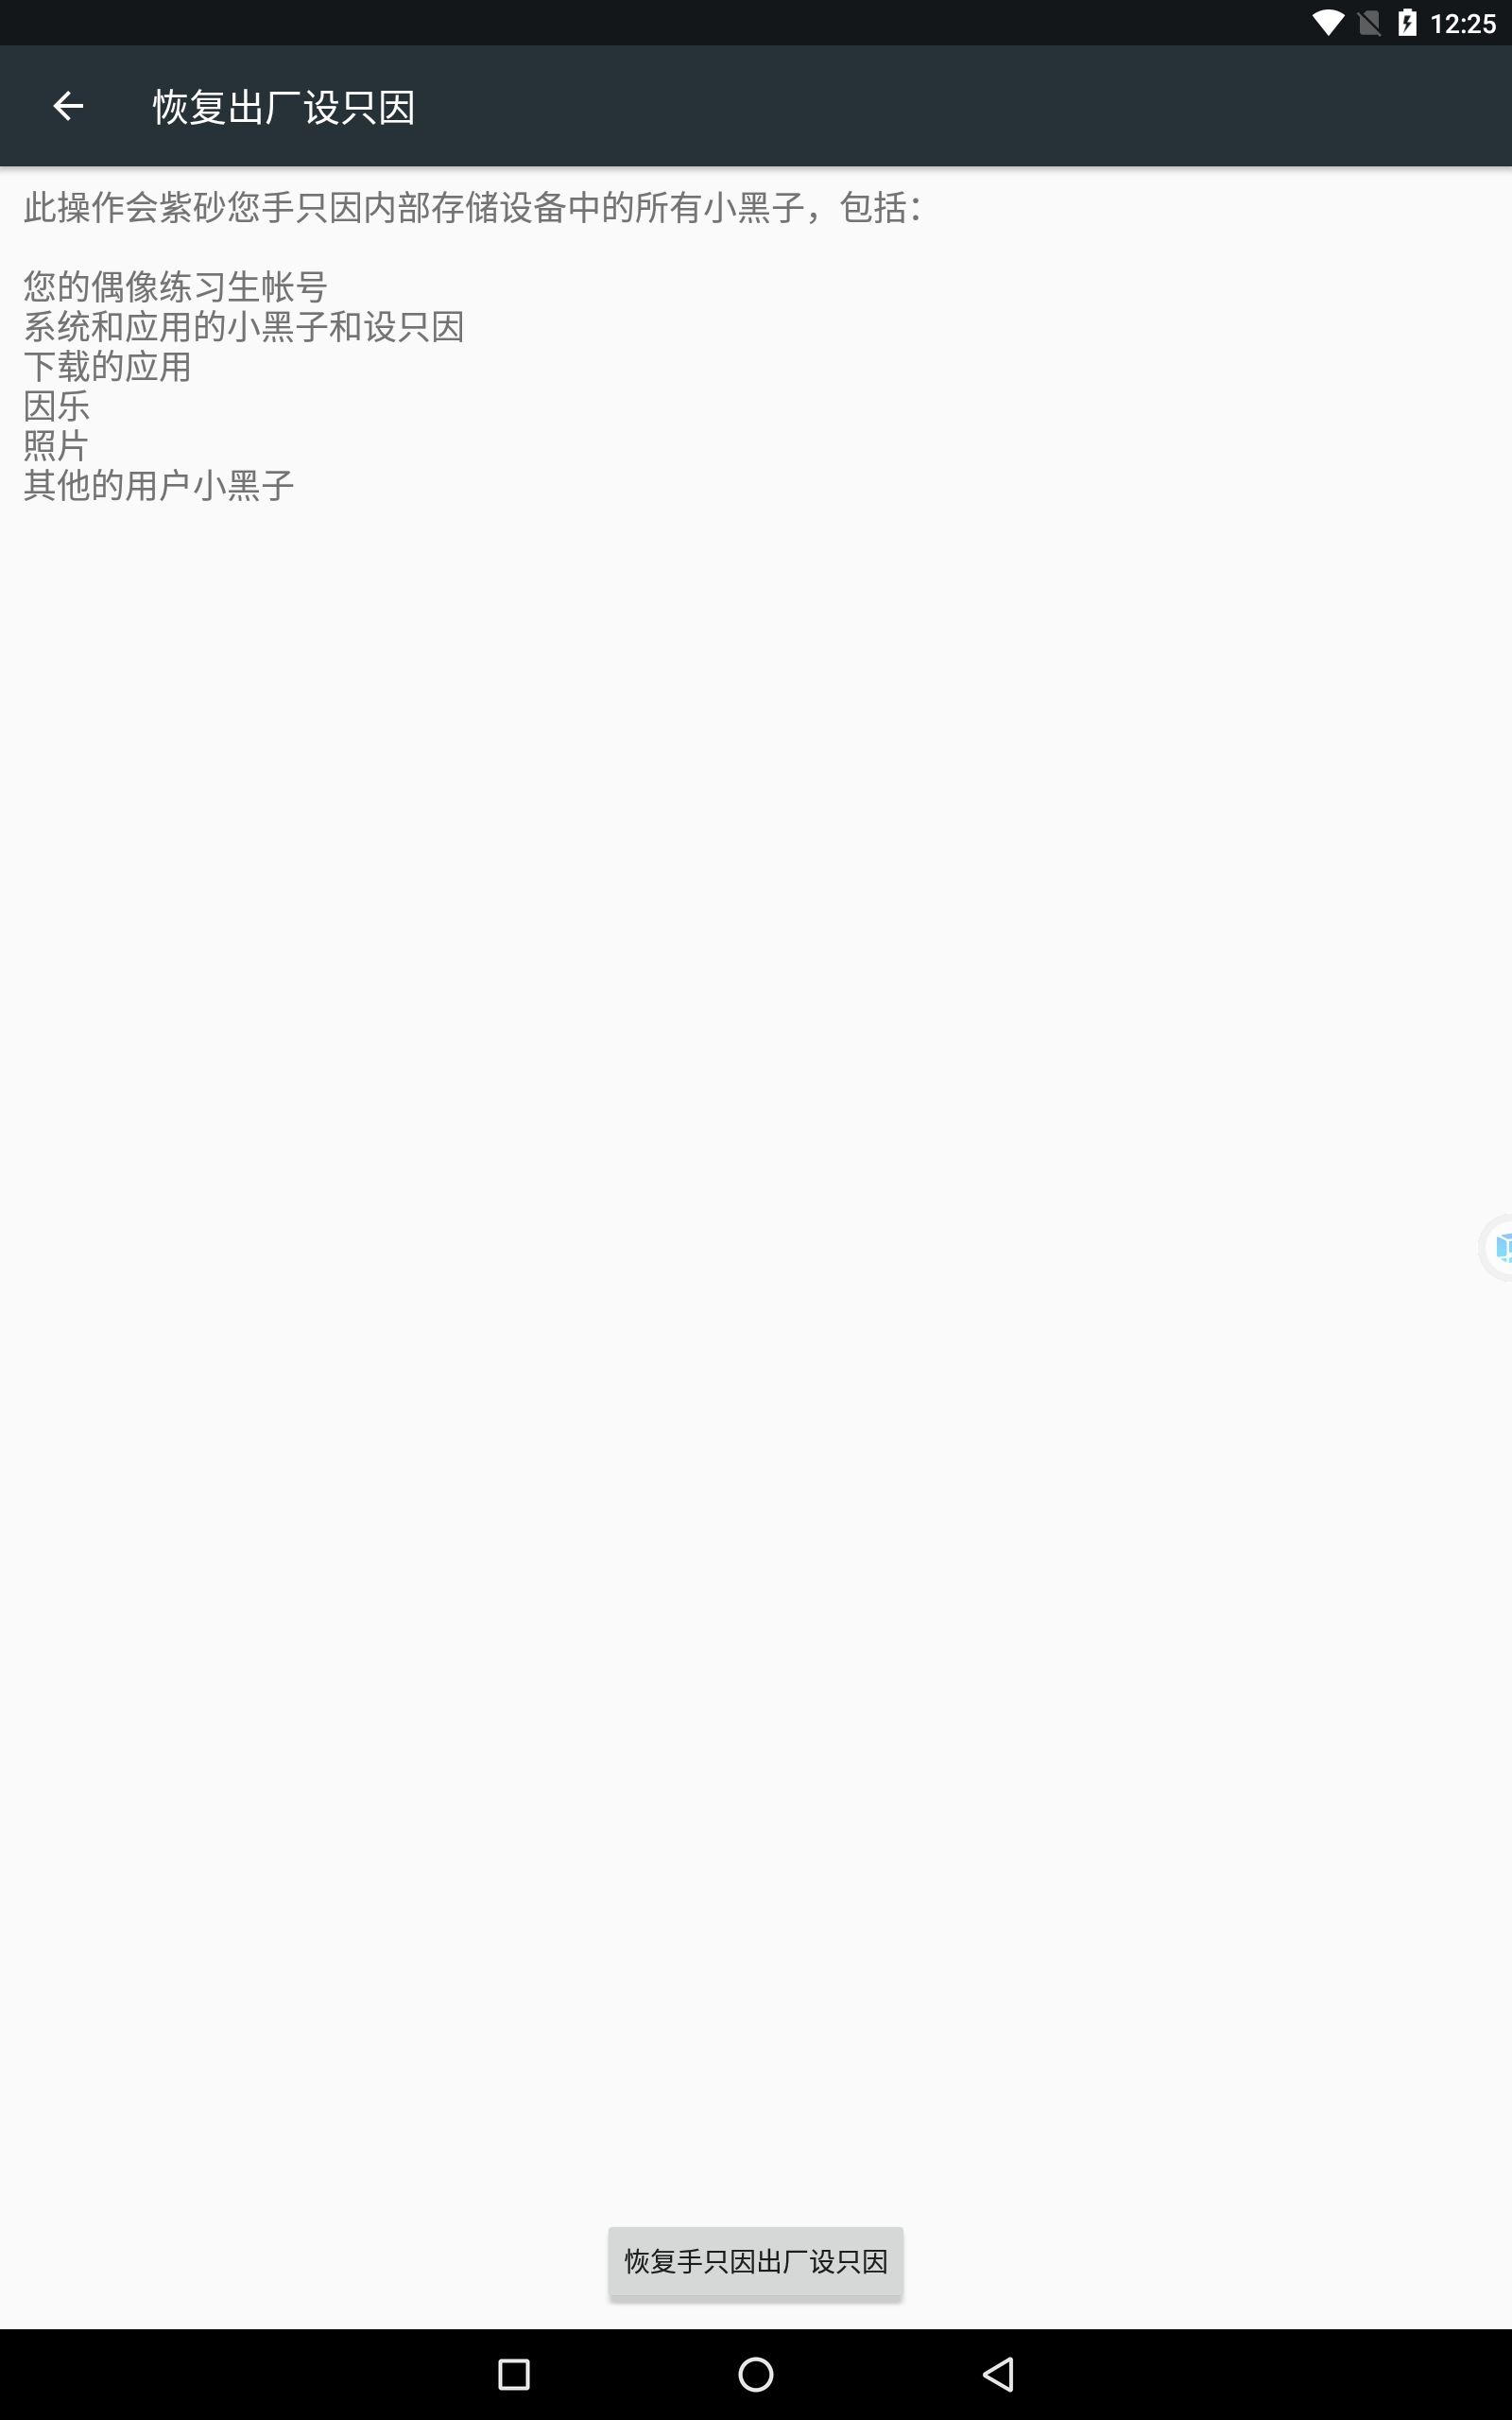 12:25
恢复出厂设只因
此操作会紫砂您手只因内部存储设备中的所有小黑子，包括：
您的偶像练习生帐号
系统和应用的小黑子和设只因
下载的应用
因乐
照片
其他的用户小黑子
恢复手只因出厂设只因